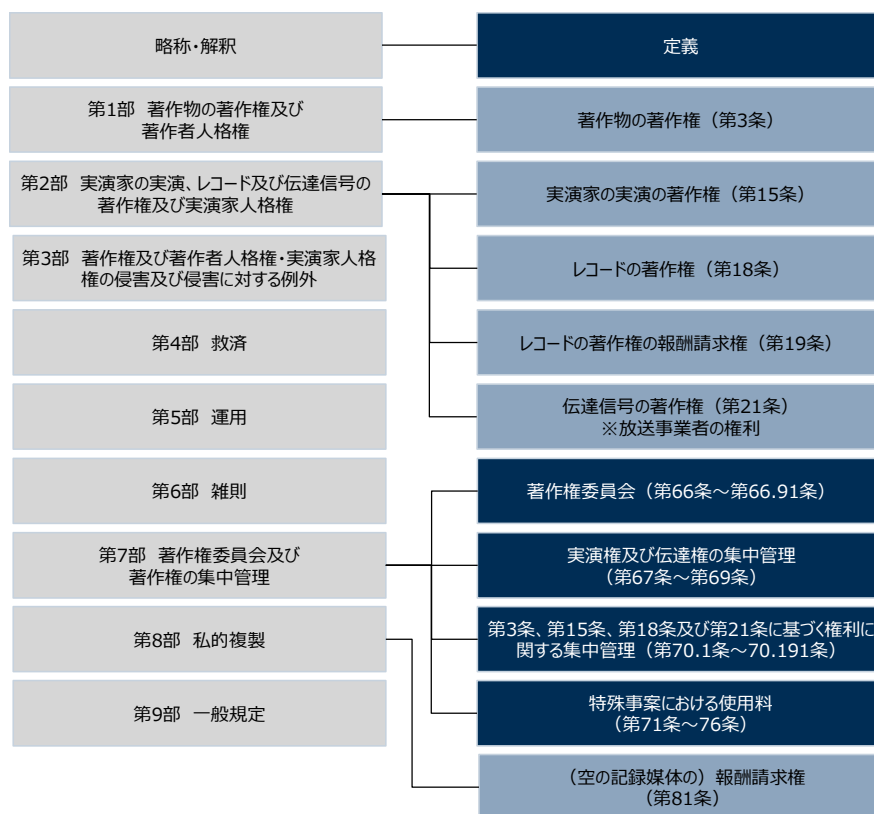 略称・解釈
定義
第1部 著作物の著作権及び
著作者人格権
著作物の著作権（第3条）
第2部 実演家の実演、レコード及び伝達信号の
著作権及び実演家人格権
実演家の実演の著作権（第15条）
第3部 著作権及び著作者人格権・実演家人格
権の侵害及び侵害に対する例外
レコードの著作権（第18条）
第4部 救済
レコードの著作権の報酬請求権（第19条）
第5部 運用
伝達信号の著作権（第21条）
※放送事業者の権利
第6部 雑則
著作権委員会（第66条～第66.91条）
第7部 著作権委員会及び
著作権の集中管理
実演権及び伝達権の集中管理
（第67条～第69条）
第8部 私的複製
第3条、第15条、第18条及び第21条に基づく権利に
関する集中管理（第70.1条～70.191条）
第9部 一般規定
特殊事案における使用料
（第71条～76条）
（空の記録媒体の）報酬請求権
（第81条）